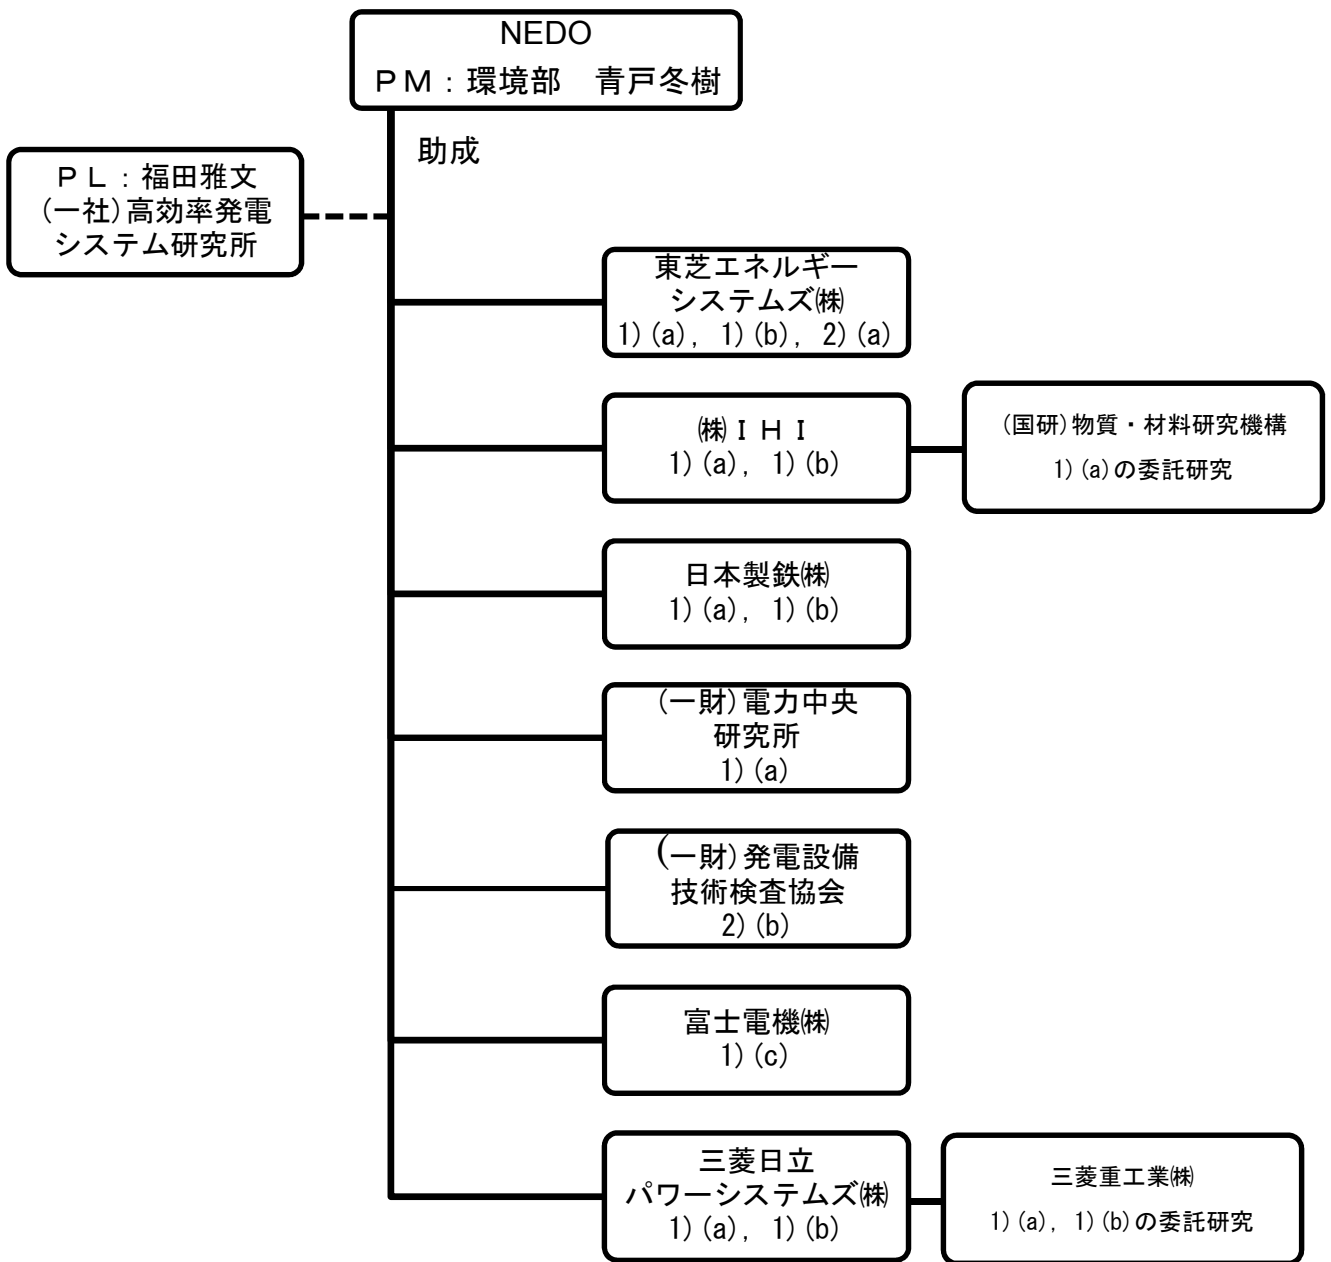 NEDO
ＰＭ：環境部　青戸冬樹
助成
ＰＬ：福田雅文
(一社)高効率発電
システム研究所
東芝エネルギー
システムズ㈱
1)(a), 1)(b), 2)(a)
㈱ＩＨＩ
1)(a), 1)(b)
(国研)物質・材料研究機構
1)(a)の委託研究
日本製鉄㈱
1)(a), 1)(b)
(一財)電力中央
研究所
1)(a)
(一財)発電設備
技術検査協会
2)(b)
富士電機㈱
1)(c)
三菱日立
パワーシステムズ㈱
1)(a), 1)(b)
三菱重工業㈱
1)(a), 1)(b)の委託研究